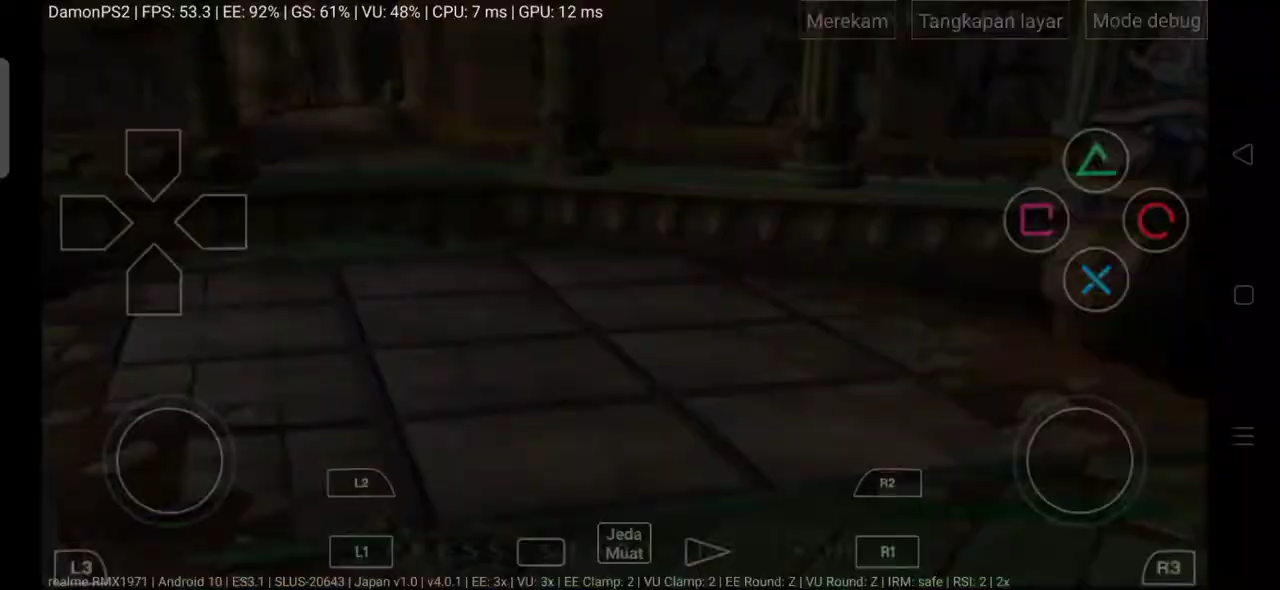 DamonPS2 | FPS: 53.3 | EE: 92% | GS: 61% | VU: 48% | CPU: 7 ms | GPU: 12 ms
Merekam
Tangkapan layar
Mode debug
L2
R2
L1
Jeda
Muat
R1
L3
R3
realme RMX1971 | Android 10 | ES3.1 | SLUS-20643 | Japan v1.0 | v4.0.1 | EE: 3x | VU: 3x | EE Clamp: 2 | VU Clamp: 2 | EE Round: Z | VU Round: Z | IRM: safe | RSI: 2 | 2x